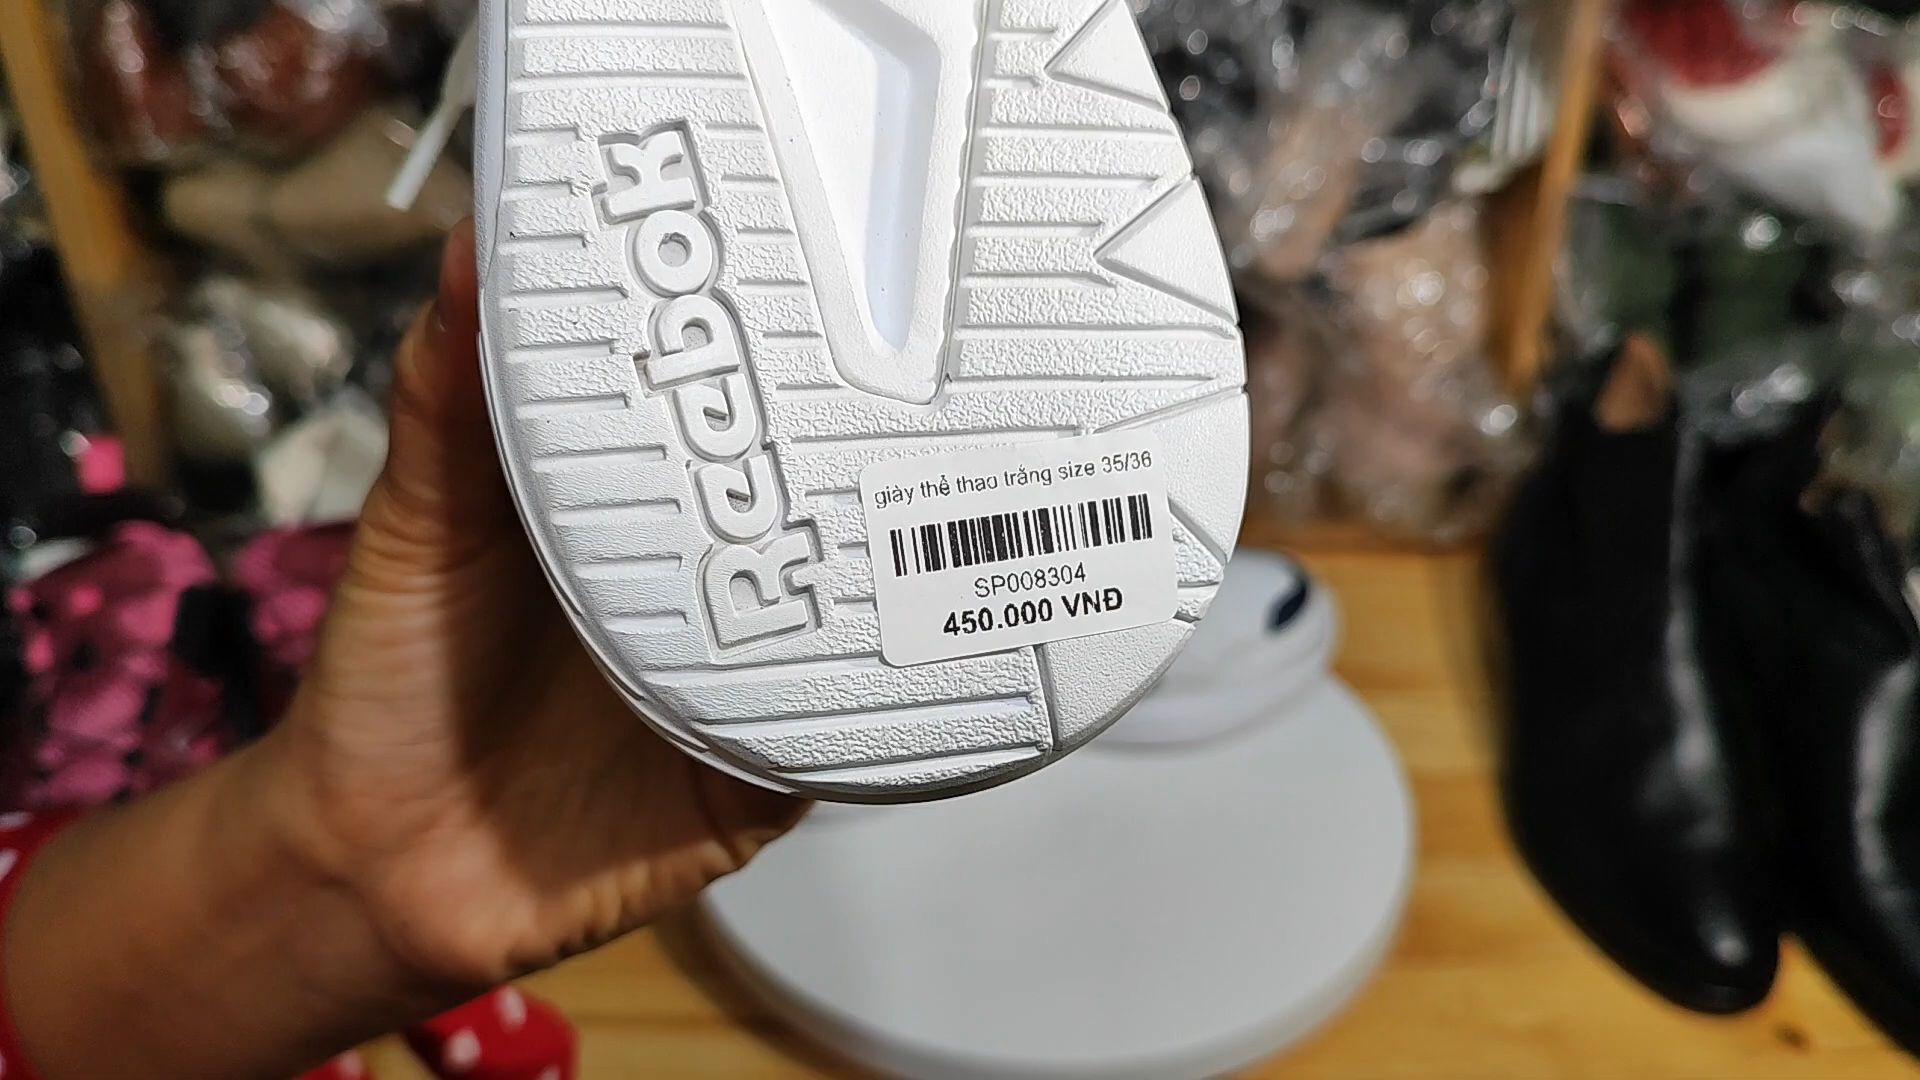 Reebok
giày thể thao trắng size 35/36
SP008304
450.000 VNĐ